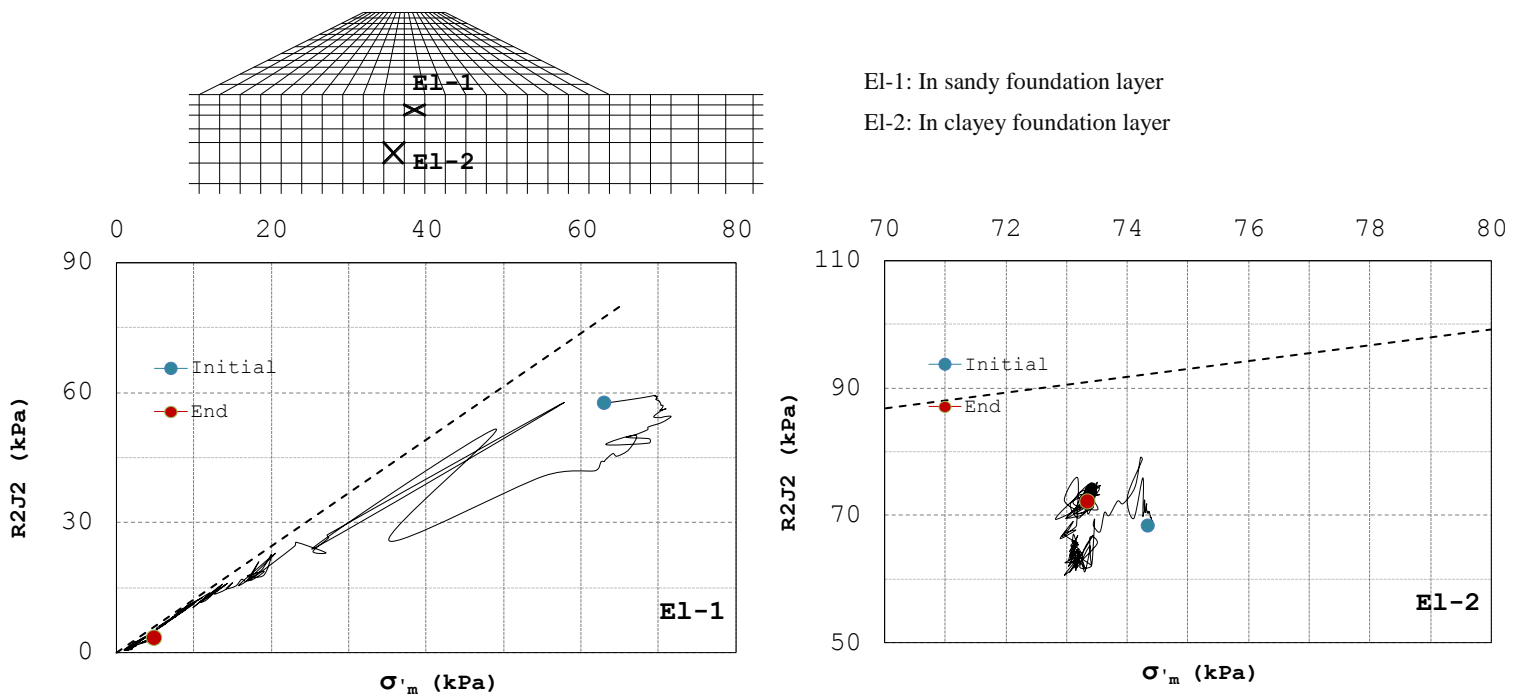 El-1
El-2
El-1: In sandy foundation layer
El-2: In clayey foundation layer
0 20 40 60 80
90
60
30
0
R2J2 (kPa)
Initial
End
El-1
σ'm (kPa)
70 72 74 76 78 80
110
90
70
50
R2J2 (kPa)
Initial
End
El-2
σ'm (kPa)